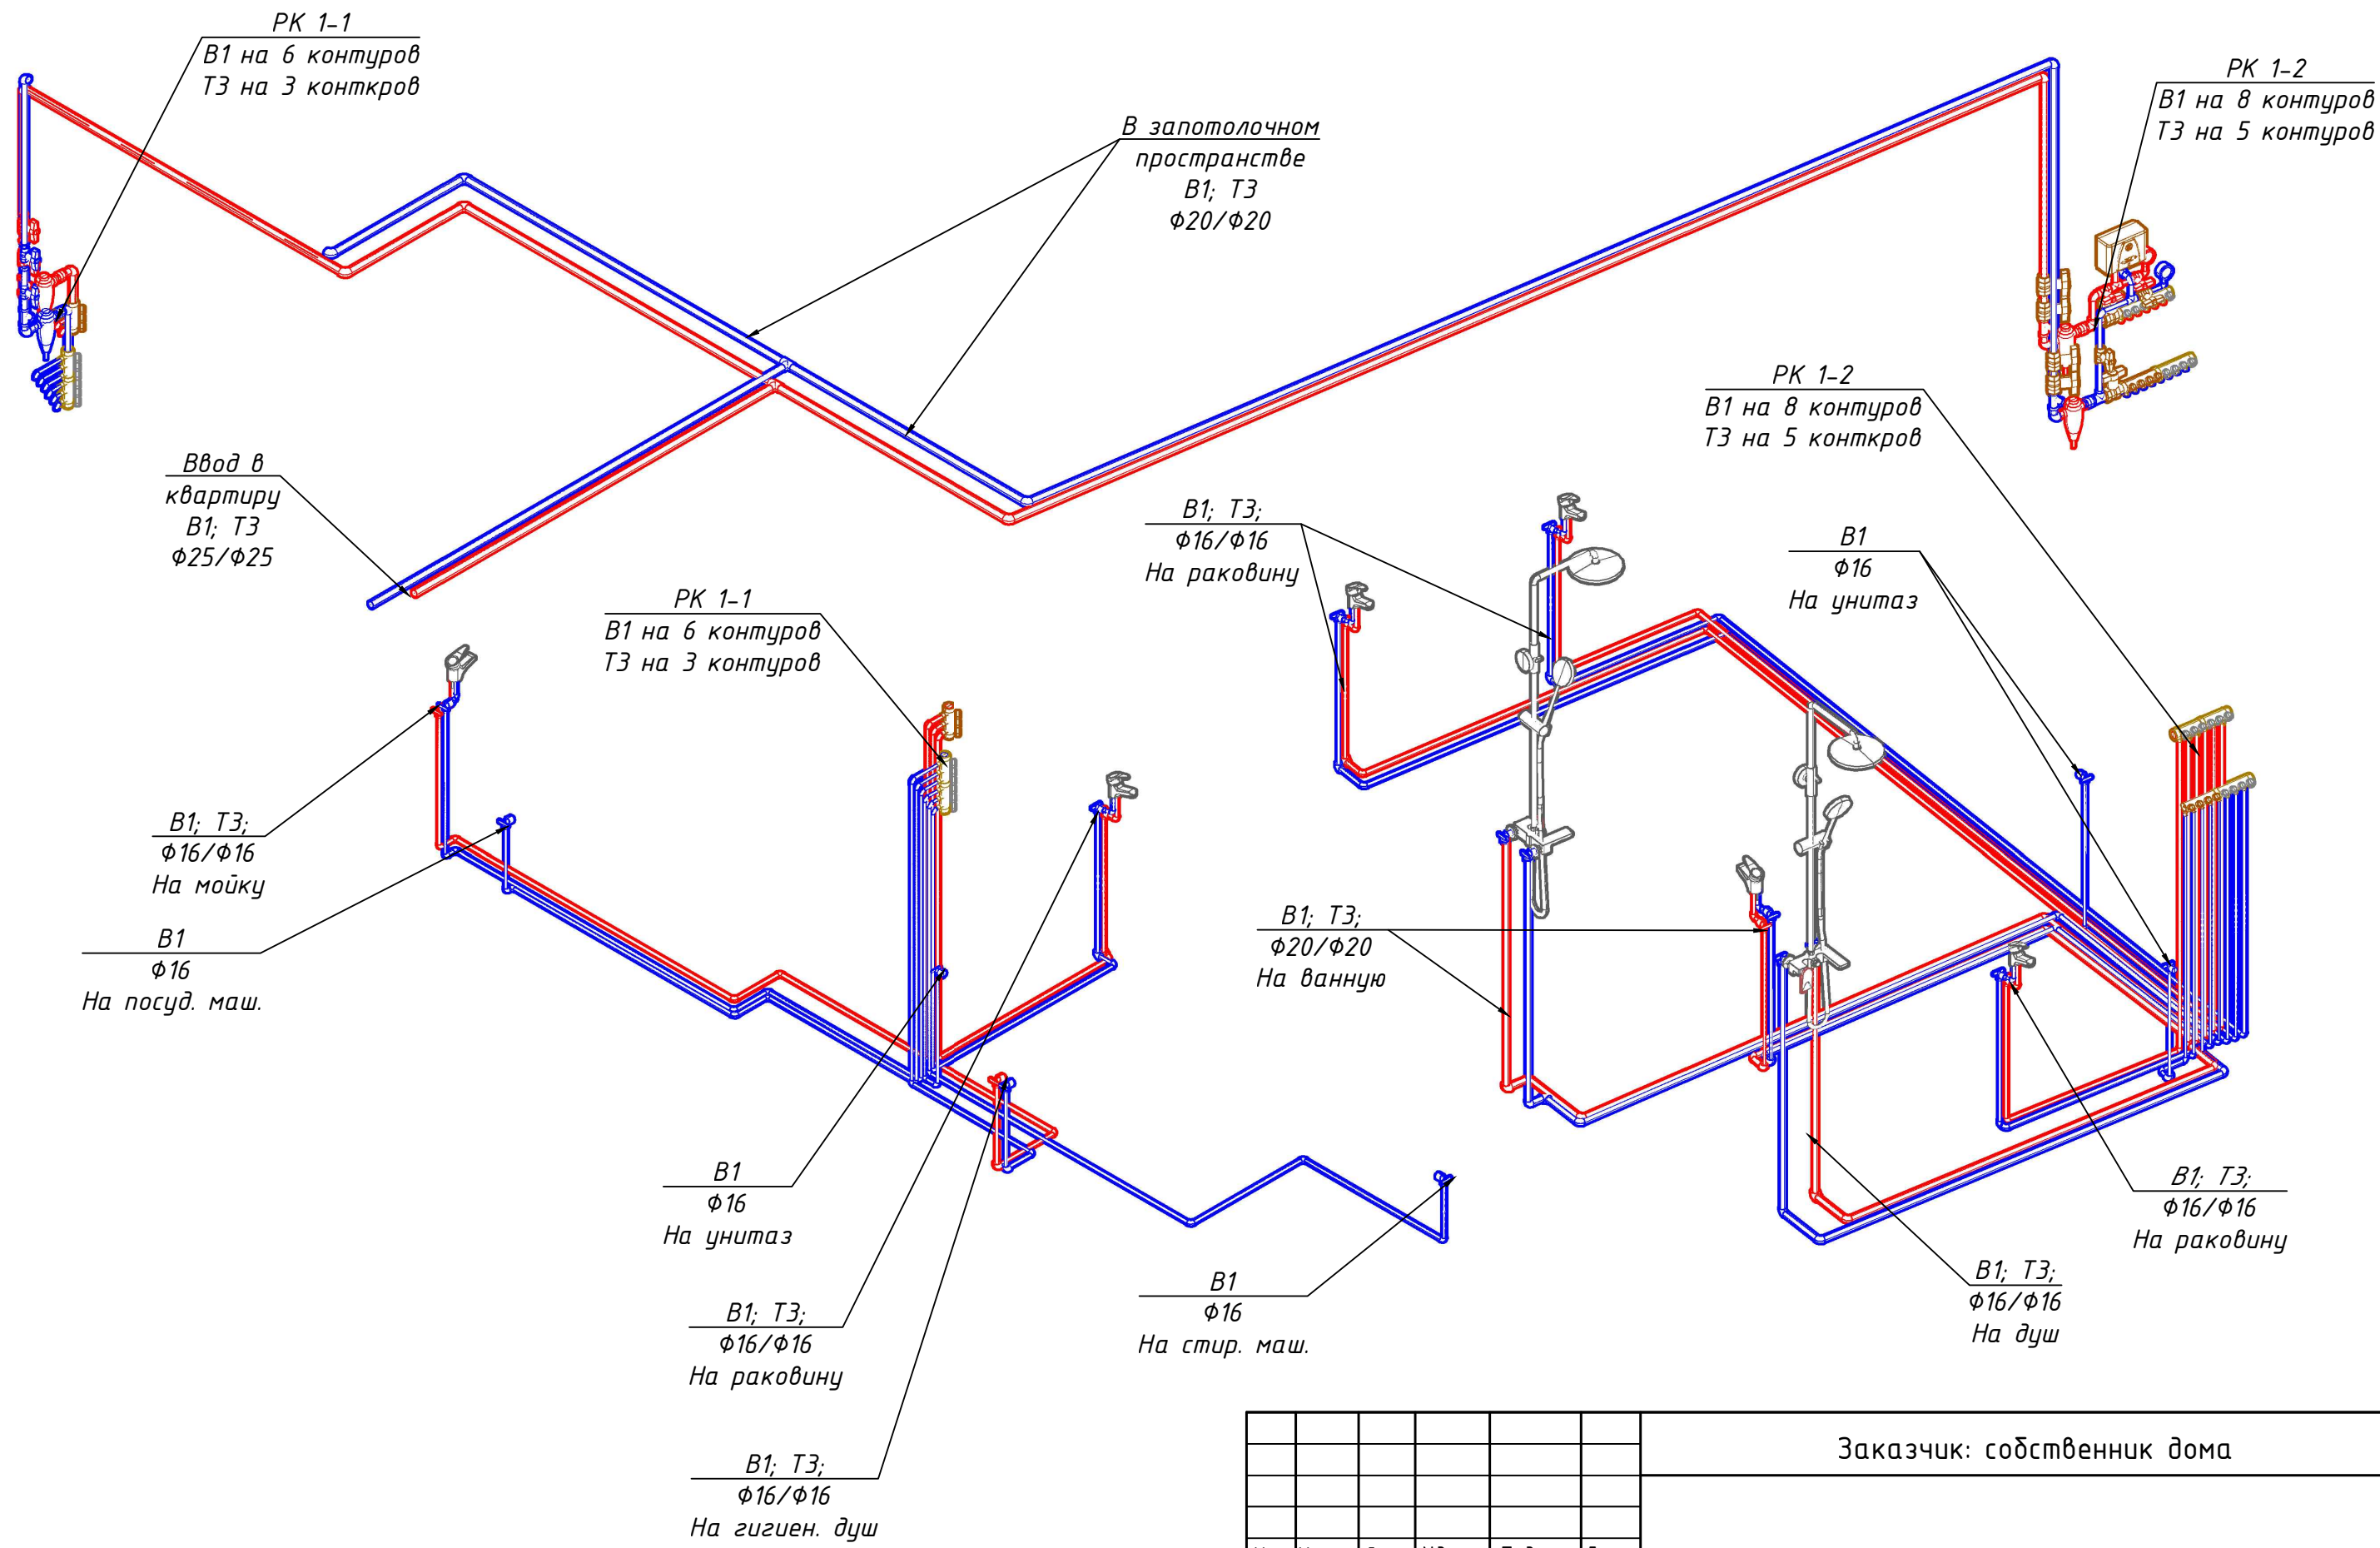 РК 1-1
В1 на 6 контуров
Т3 на 3 конткров
В запотолочном
пространстве
В1; Т3
Ф20/Ф20
РК 1-2
В1 на 8 контуров
Т3 на 5 контуров
Ввод в
квартиру
В1; Т3
Ф25/Ф25
РК 1-2
В1 на 8 контуров
Т3 на 5 конткров
В1; Т3;
Ф16/Ф16
На раковину
В1
Ф16
На унитаз
РК 1-1
В1 на 6 контуров
Т3 на 3 контуров
В1; Т3;
Ф16/Ф16
На мойку
В1
Ф16
На посуд. маш.
В1; Т3;
Ф20/Ф20
На ванную
В1
Ф16
На унитаз
В1; Т3;
Ф16/Ф16
На раковину
В1
Ф16
На стир. маш.
В1; Т3;
Ф16/Ф16
На раковину
В1; Т3;
Ф16/Ф16
На душ
В1; Т3;
Ф16/Ф16
На гигиен. душ
Заказчик: собственник дома